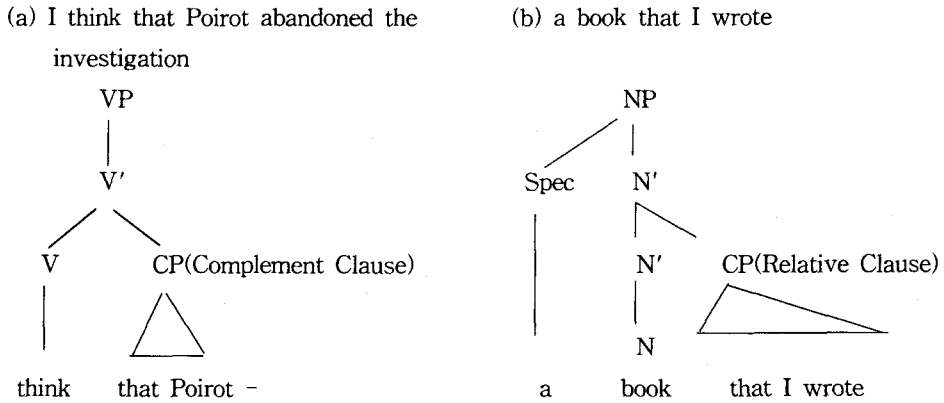 (a) I think that Poirot abandoned the investigation
VP
V′
V CP(Complement Clause)
think that Poirot -
(b) a book that I wrote
NP
Spec N′
N′ CP(Relative Clause)
N
a book that I wrote